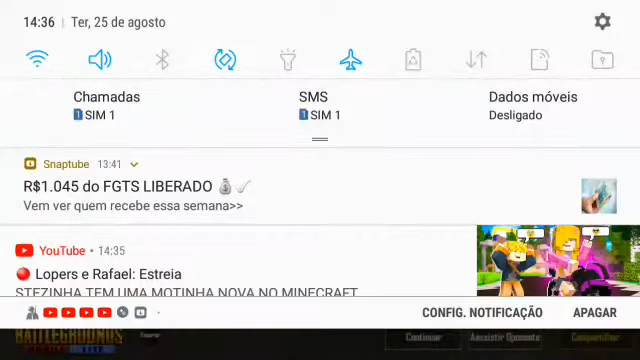 14:36 | Ter, 25 de agosto
Chamadas
1 SIM 1
SMS
1 SIM 1
Dados móveis
Desligado
Snaptube 13:41
R$1.045 do FGTS LIBERADO 💰✅
Vem ver quem recebe essa semana>>
YouTube • 14:35
🔴 Lopers e Rafael: Estreia
STEZINHA TEM UMA MOTINHA NOVA NO MINECRAFT
CONFIG. NOTIFICAÇÃO APAGAR
BATTLEGROUNDS
Continuar
Assistir Oponente
Compartilhar